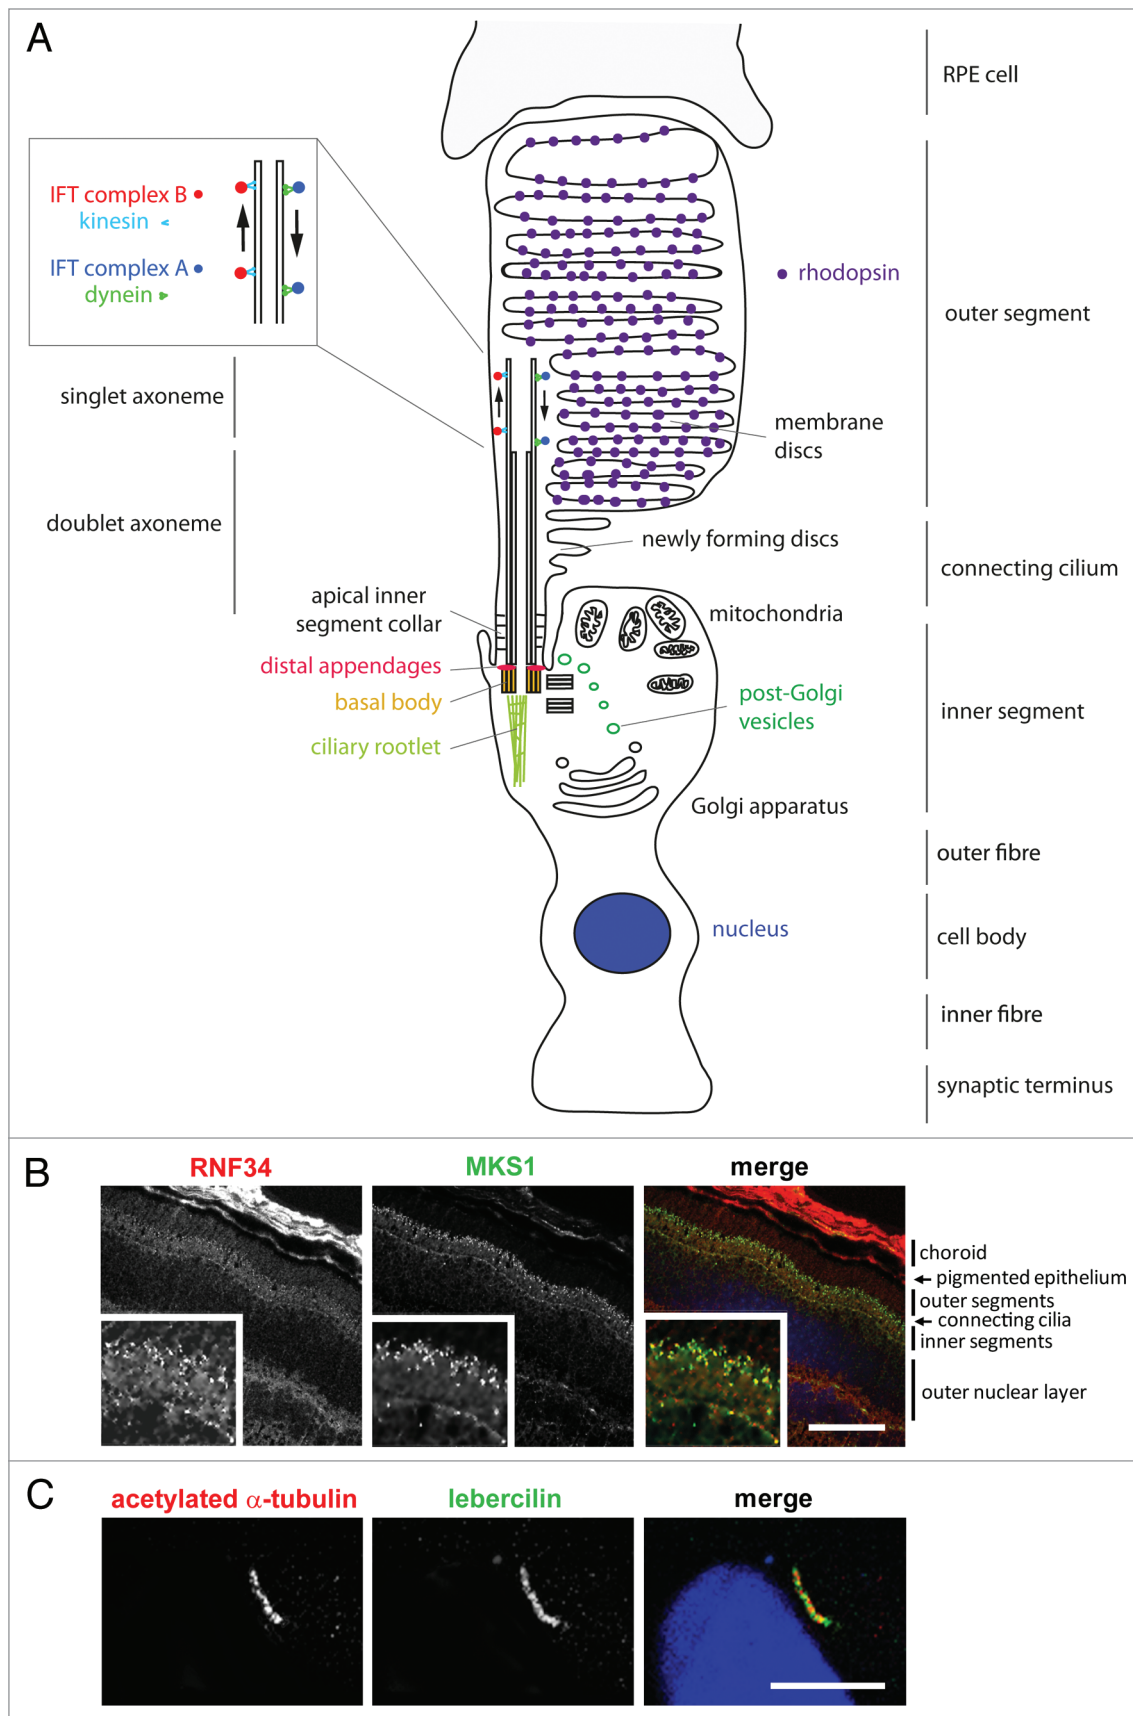 A
RPE cell
IFT complex B
kinesin
IFT complex A
dynein
rhodopsin
outer segment
singlet axoneme
membrane
discs
doublet axoneme
newly forming discs
connecting cilium
apical inner
segment collar
mitochondria
distal appendages
basal body
post-Golgi
vesicles
inner segment
ciliary rootlet
Golgi apparatus
outer fibre
nucleus
cell body
inner fibre
synaptic terminus
B
RNF34
MKS1
merge
choroid
pigmented epithelium
outer segments
connecting cilia
inner segments
outer nuclear layer
C
acetylated α-tubulin
lebercilin
merge